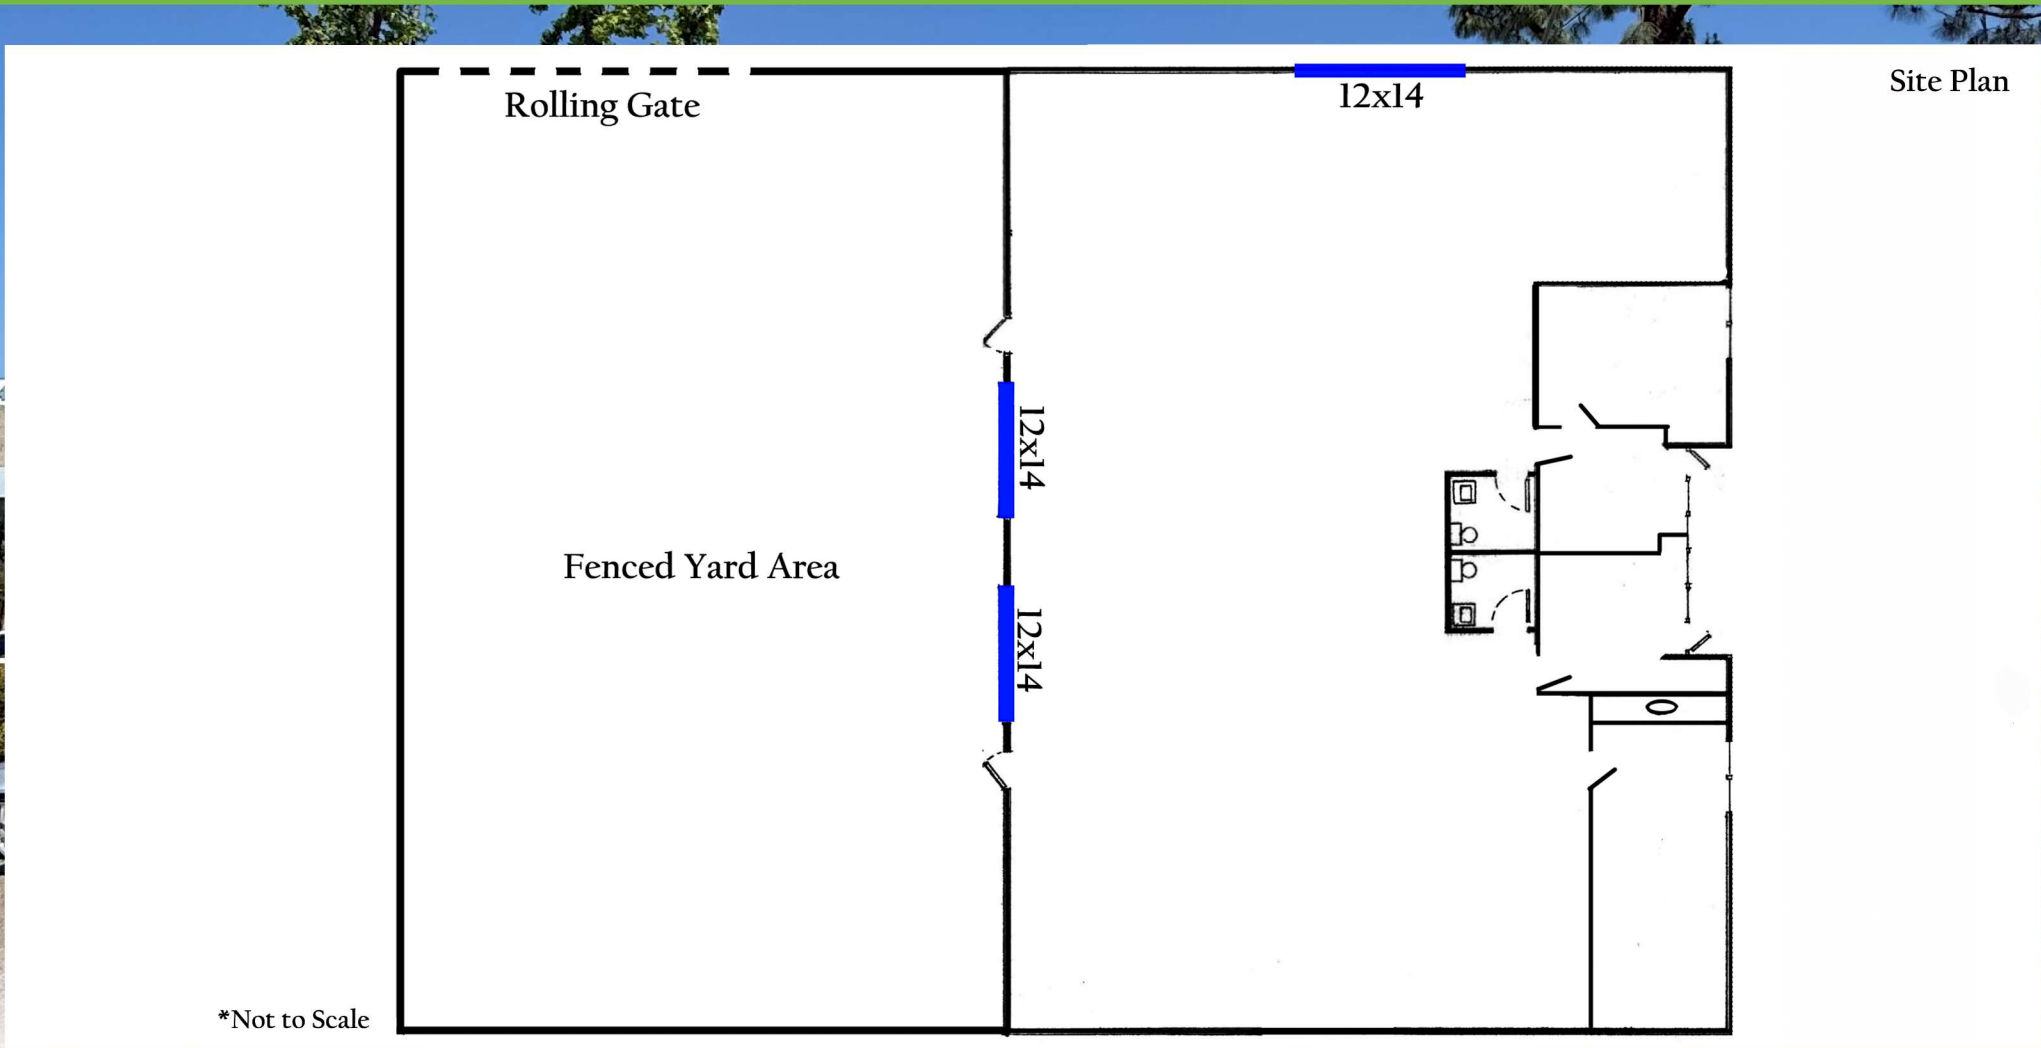 Site Plan
Rolling Gate
12x14
12x14
Fenced Yard Area
12x14
*Not to Scale